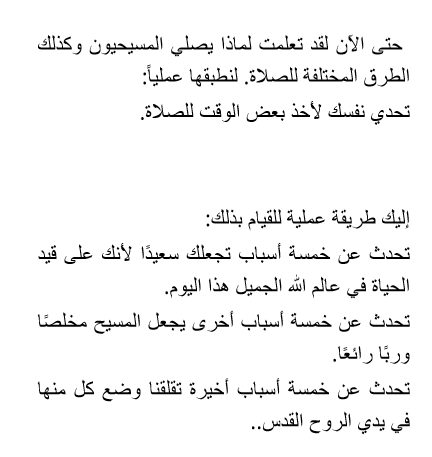 حتى الآن لقد تعلمت لماذا يصلي المسيحيون وكذلك
الطرق المختلفة للصلاة. لنطبقها عملياً:
تحدي نفسك لأخذ بعض الوقت للصلاة.
إليك طريقة عملية للقيام بذلك:
تحدث عن خمسة أسباب تجعلك سعيدًا لأنك على قيد
الحياة في عالم الله الجميل هذا اليوم.
تحدث عن خمسة أسباب أخرى يجعل المسيح مخلصًا
وربًا رائعًا.
تحدث عن خمسة أسباب أخيرة تقلقنا وضع كل منها
في يدي الروح القدس..